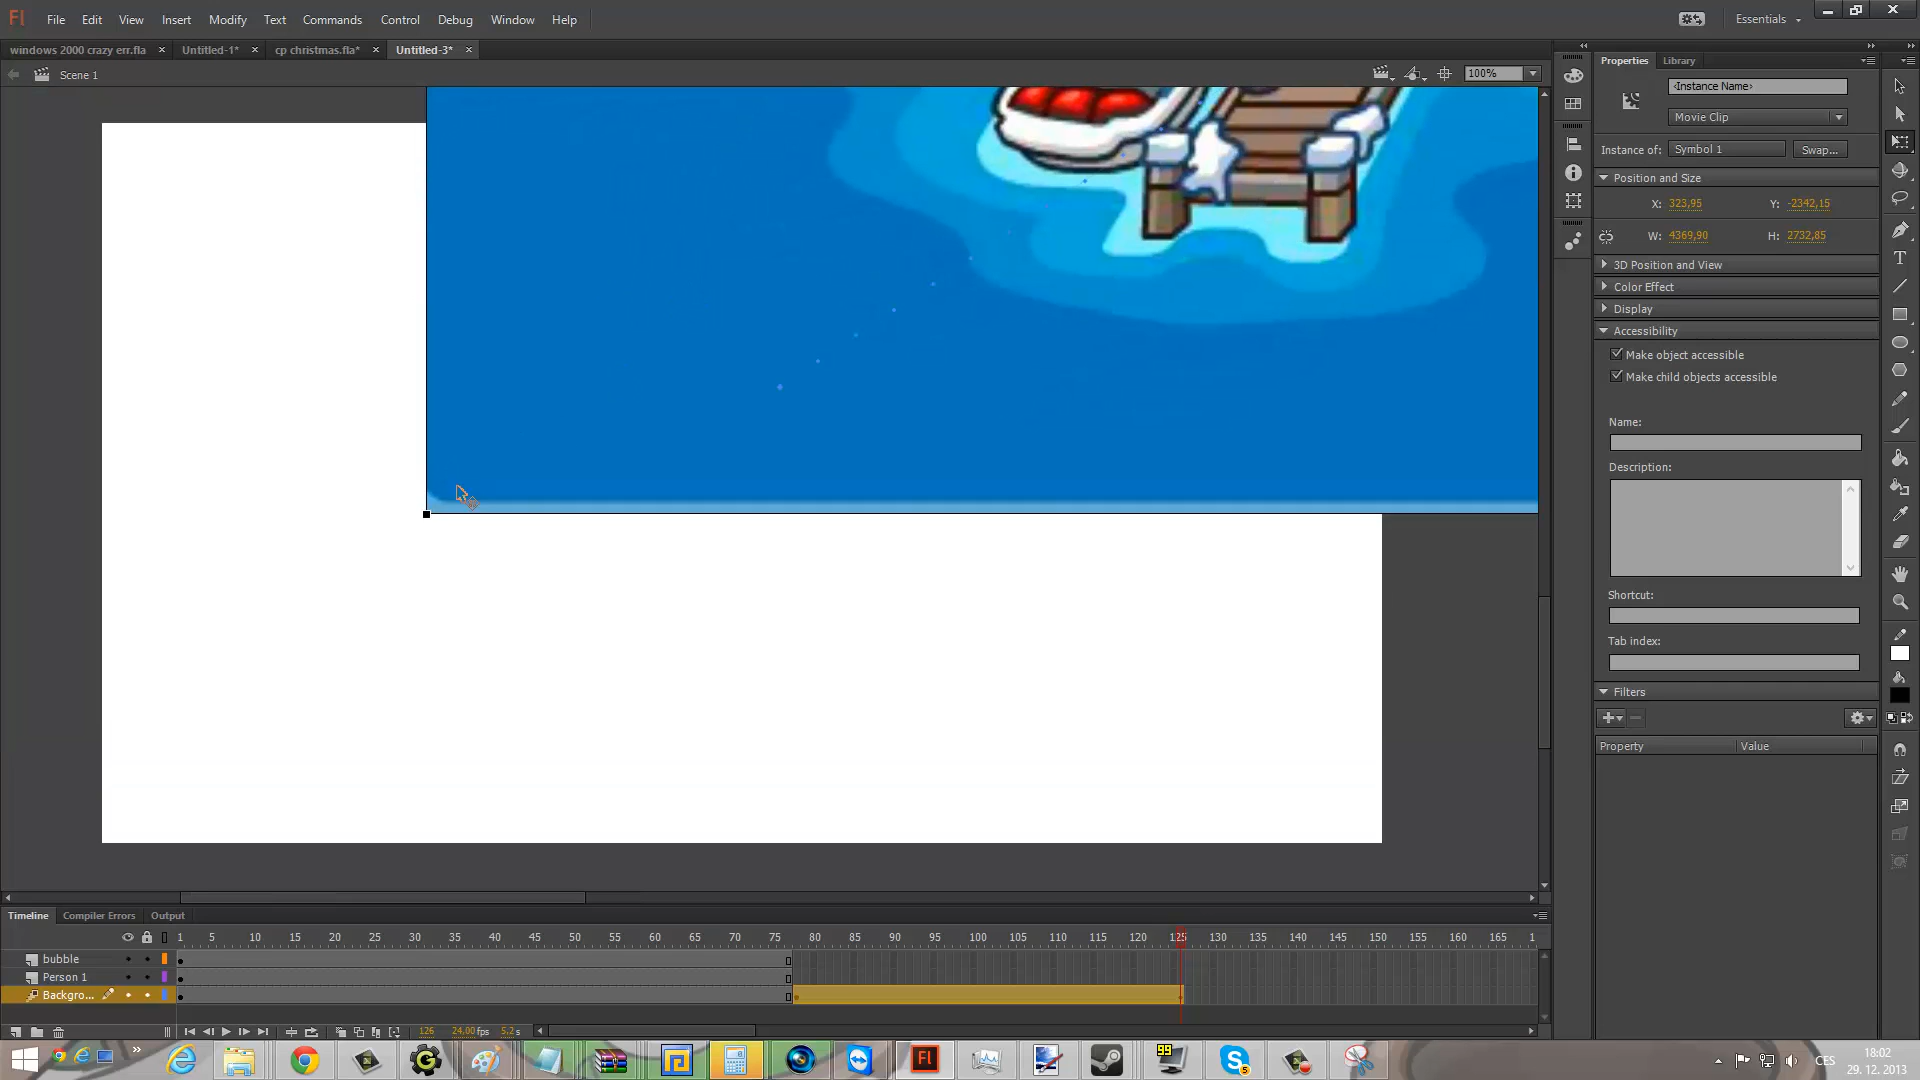 Fl File Edit View Insert Modify Text Commands Control Debug Window Help Essentials
windows 2000 crazy err.fla Untitled-1* cp christmas.fla* Untitled-3*
Scene 1 100%
Properties Library
<Instance Name>
Movie Clip
Instance of: Symbol 1 Swap...
Position and Size
X: 323,95 Y: -2342,15
W: 4369,90 H: 2732,85
3D Position and View
Color Effect
Display
Accessibility
Make object accessible
Make child objects accessible
Name:
Description:
Shortcut:
Tab index:
Filters
Property Value
Timeline Compiler Errors Output
1 5 10 15 20 25 30 35 40 45 50 55 60 65 70 75 80 85 90 95 100 105 110 115 120 125 130 135 140 145 150 155 160 165 1
bubble
Person 1
Backgro...
126 24,00 fps 5,2 s
Fl 99 5 CES 18:02
29. 12. 2013